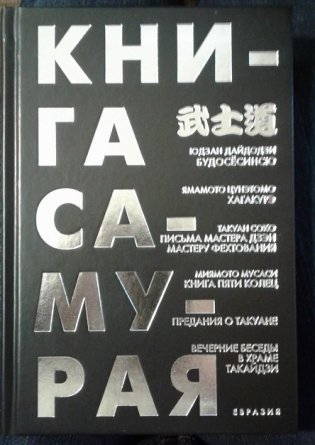 КНИ-
ГА
СА-
МУ-
РАЯ
武士道
ЮДЗАН ДАЙДОДЗИ
БУДОСЁСИНСЮ
ЯМАМОТО ЦУНЭТОМО
ХАГАКУРЭ
ТАКУАН СОХО
ПИСЬМА МАСТЕРА ДЗЭН
МАСТЕРУ ФЕХТОВАНИЯ
МИЯМОТО МУСАСИ
КНИГА ПЯТИ КОЛЕЦ
ПРЕДАНИЯ О ТАКУАНЕ
ВЕЧЕРНИЕ БЕСЕДЫ
В ХРАМЕ
ТАКАЙДЗИ
ЕВРАЗИЯ